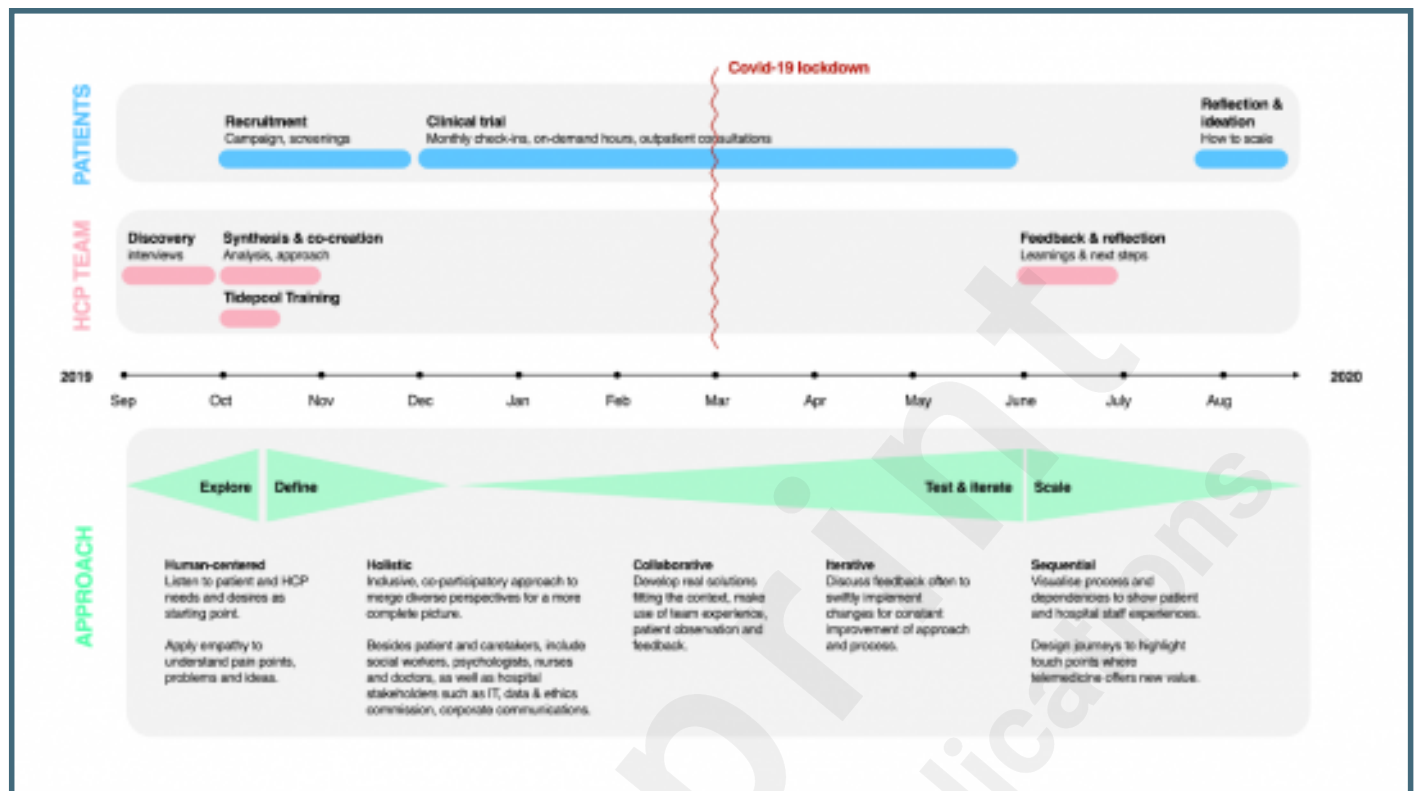 Covid-19 lockdown
PATIENTS
Recruitment
Campaign, screenings
Clinical trial
Monthly check-ins, on-demand hours, outpatient consultations
Reflection &
ideation
How to scale
HCP TEAM
Discovery
interviews
Synthesis & co-creation
Analysis, approach
Tidepool Training
Feedback & reflection
Learnings & next steps
2019
2020
Sep
Oct
Nov
Dec
Jan
Feb
Mar
Apr
May
June
July
Aug
APPROACH
Explore
Define
Test & iterate
Scale
Human-centered
Listen to patient and HCP
needs and desires as
starting point.
Apply empathy to
understand pain points,
problems and ideas.
Holistic
Inclusive, co-participatory approach to
merge diverse perspectives for a more
complete picture.
Besides patient and caretakers, include
social workers, psychologists, nurses
and doctors, as well as hospital
stakeholders such as IT, data & ethics
commission, corporate communications.
Collaborative
Develop real solutions
fitting the context, make
use of team experience,
patient observation and
feedback.
Iterative
Discuss feedback often to
swiftly implement
changes for constant
improvement of approach
and process.
Sequential
Visualise process and
dependencies to show patient
and hospital staff experiences.
Design journeys to highlight
touch points where
telemedicine offers new value.
print
lications